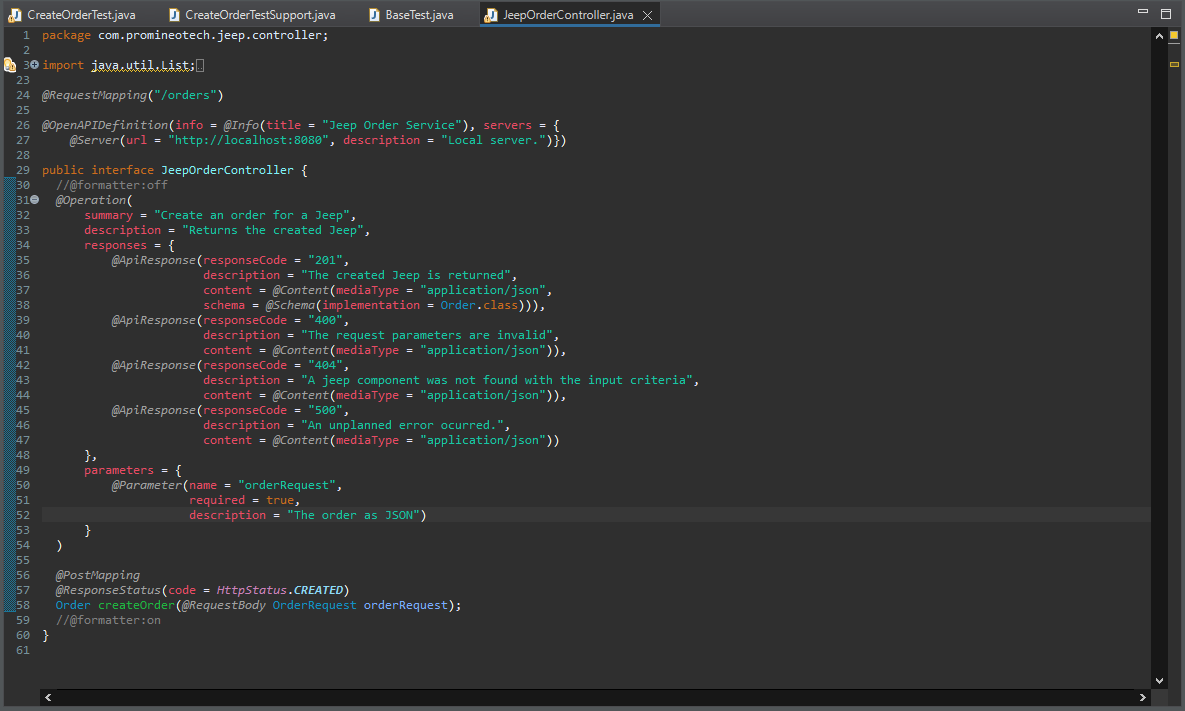 CreateOrderTest.java CreateOrderTestSupport.java BaseTest.java JeepOrderController.java
1 package com.promineotech.jeep.controller;
2
3 import java.util.List;
23
24 @RequestMapping("/orders")
25
26 @OpenAPIDefinition(info = @Info(title = "Jeep Order Service"), servers = {
27     @Server(url = "http://localhost:8080", description = "Local server.")})
28
29 public interface JeepOrderController {
30   //@formatter:off
31   @Operation(
32       summary = "Create an order for a Jeep",
33       description = "Returns the created Jeep",
34       responses = {
35           @ApiResponse(responseCode = "201",
36                        description = "The created Jeep is returned",
37                        content = @Content(mediaType = "application/json",
38                        schema = @Schema(implementation = Order.class))),
39           @ApiResponse(responseCode = "400",
40                        description = "The request parameters are invalid",
41                        content = @Content(mediaType = "application/json")),
42           @ApiResponse(responseCode = "404",
43                        description = "A jeep component was not found with the input criteria",
44                        content = @Content(mediaType = "application/json")),
45           @ApiResponse(responseCode = "500",
46                        description = "An unplanned error ocurred.",
47                        content = @Content(mediaType = "application/json"))
48       },
49       parameters = {
50           @Parameter(name = "orderRequest",
51                      required = true,
52                      description = "The order as JSON")
53       }
54   )
55
56   @PostMapping
57   @ResponseStatus(code = HttpStatus.CREATED)
58   Order createOrder(@RequestBody OrderRequest orderRequest);
59   //@formatter:on
60 }
61